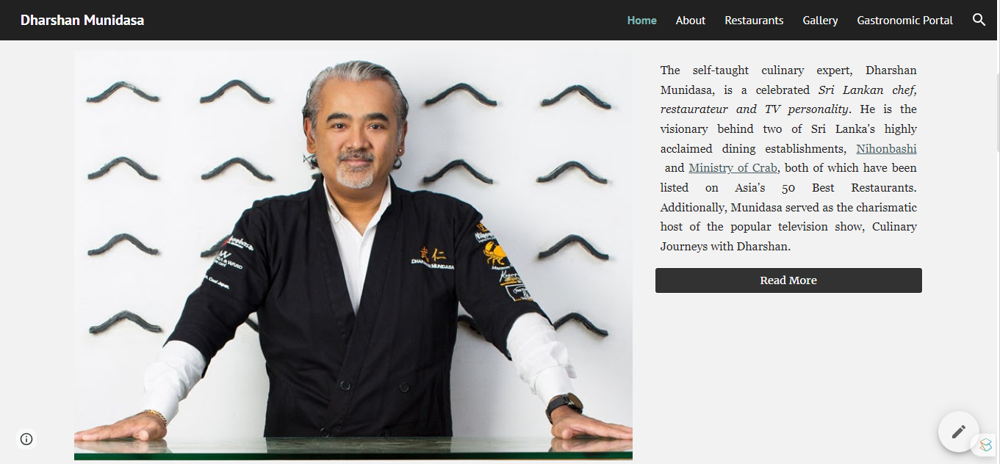 Dharshan Munidasa
Home About Restaurants Gallery Gastronomic Portal
The self-taught culinary expert, Dharshan
Munidasa, is a celebrated Sri Lankan chef,
restaurateur and TV personality. He is the
visionary behind two of Sri Lanka's highly
acclaimed dining establishments, Nihonbashi
and Ministry of Crab, both of which have been
listed on Asia's 50 Best Restaurants.
Additionally, Munidasa served as the charismatic
host of the popular television show, Culinary
Journeys with Dharshan.
Read More
武仁
DHARSHAN MUNIDASA